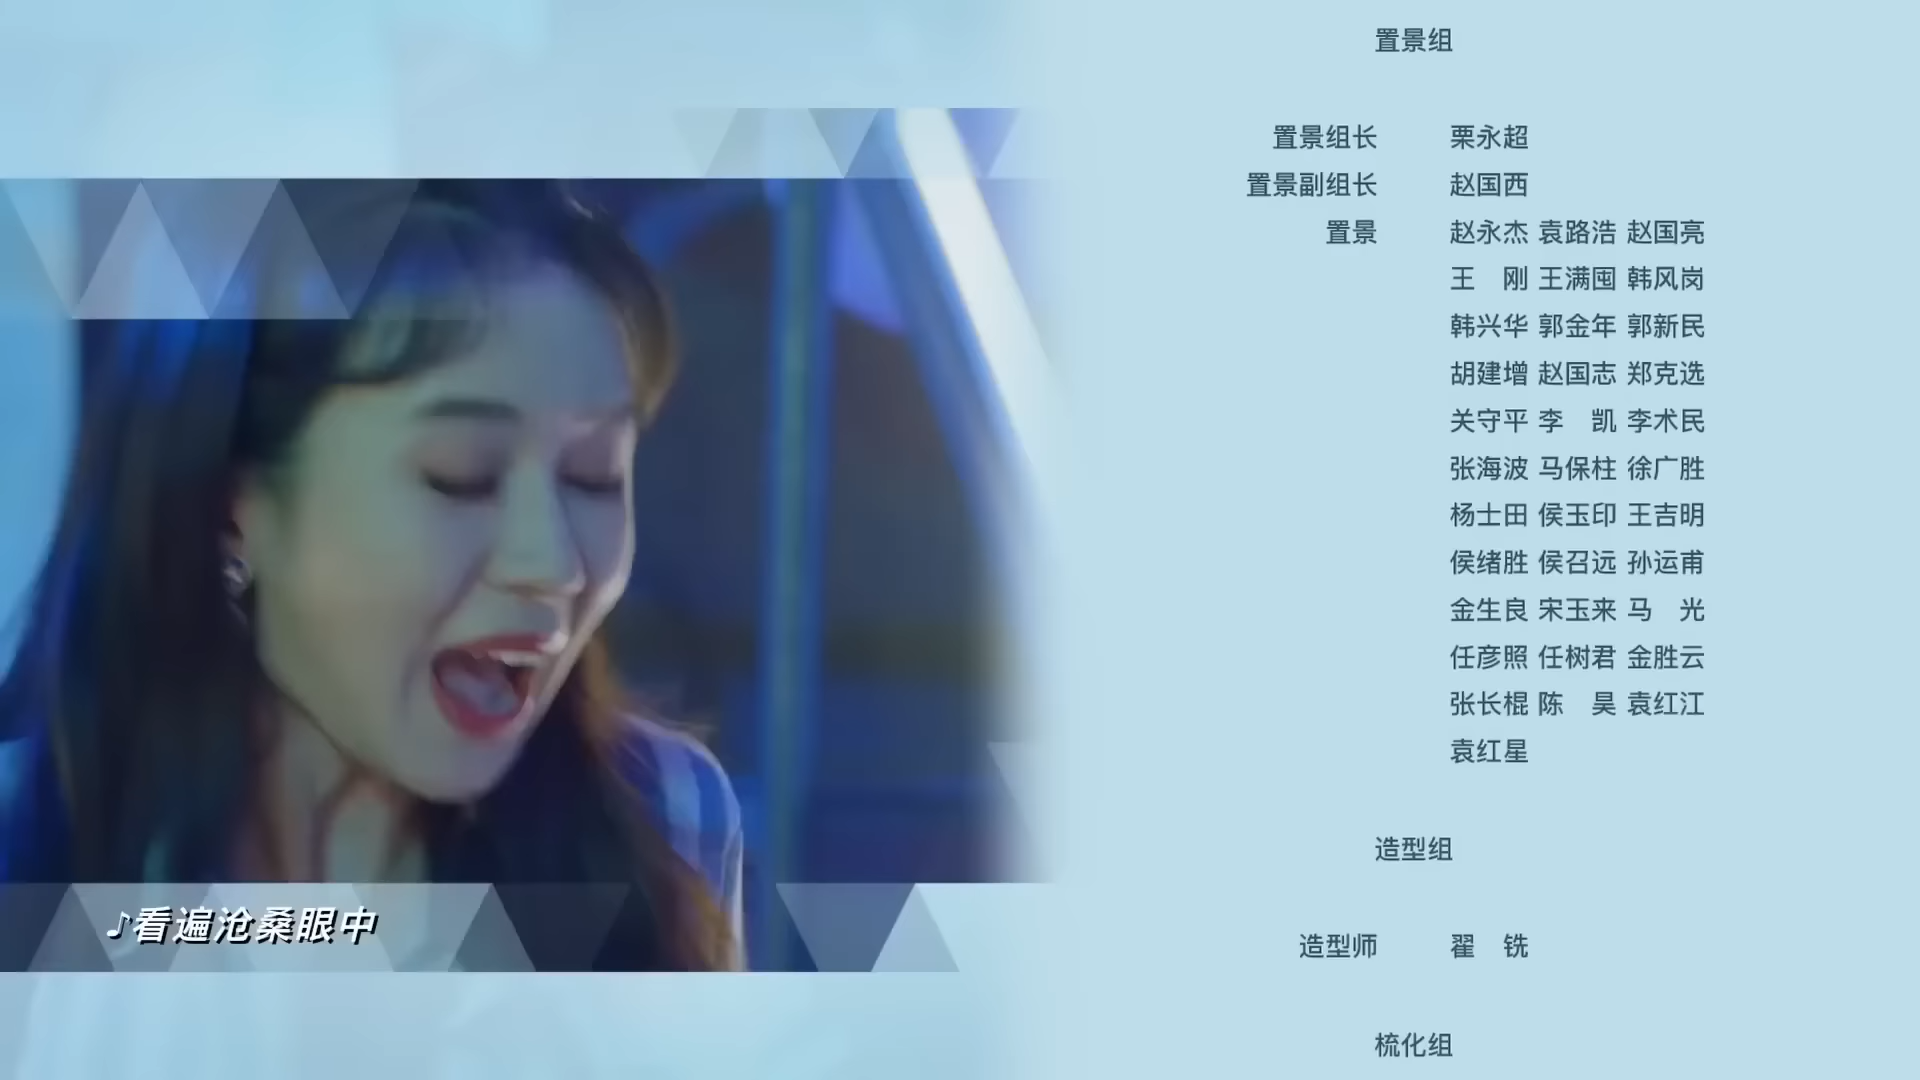 置景组
置景组长 栗永超
置景副组长 赵国西
置景 赵永杰 袁路浩 赵国亮
王　刚 王满囤 韩风岗
韩兴华 郭金年 郭新民
胡建增 赵国志 郑克选
关守平 李　凯 李术民
张海波 马保柱 徐广胜
杨士田 侯玉印 王吉明
侯绪胜 侯召远 孙运甫
金生良 宋玉来 马　光
任彦照 任树君 金胜云
张长棍 陈　昊 袁红江
袁红星
造型组
造型师 翟　铣
梳化组
♪看遍沧桑眼中